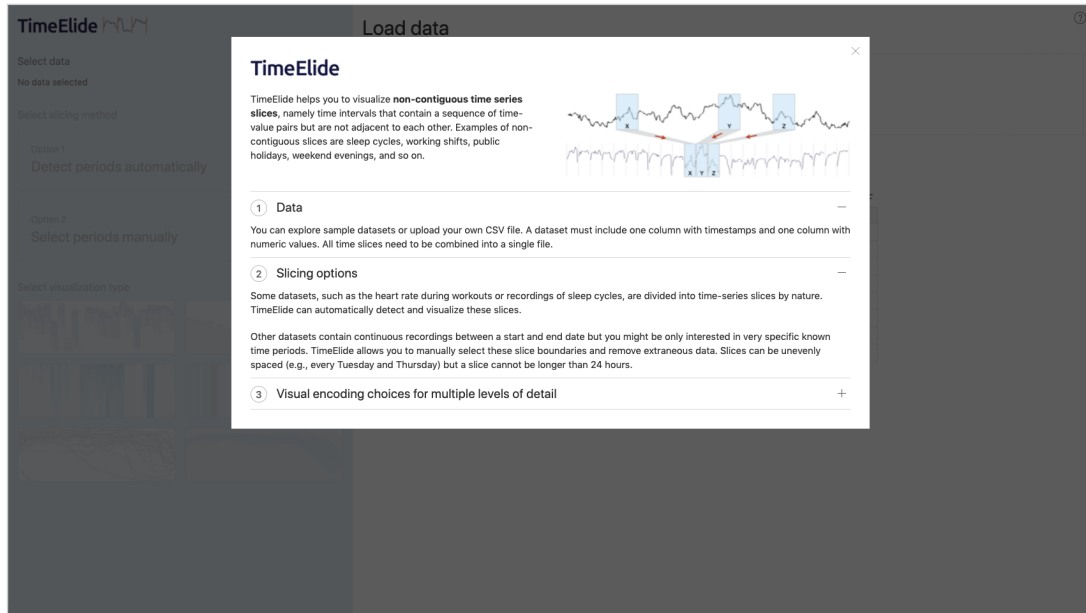 TimeElide
Load data
?
Select data
No data selected
Select slicing method
Option 1
Detect periods automatically
Option 2
Select periods manually
Select visualization type
TimeElide
TimeElide helps you to visualize non-contiguous time series
slices, namely time intervals that contain a sequence of time-
value pairs but are not adjacent to each other. Examples of non-
contiguous slices are sleep cycles, working shifts, public
holidays, weekend evenings, and so on.
X Y Z
X Y Z
1 Data
You can explore sample datasets or upload your own CSV file. A dataset must include one column with timestamps and one column with
numeric values. All time slices need to be combined into a single file.
2 Slicing options
Some datasets, such as the heart rate during workouts or recordings of sleep cycles, are divided into time-series slices by nature.
TimeElide can automatically detect and visualize these slices.
Other datasets contain continuous recordings between a start and end date but you might be only interested in very specific known
time periods. TimeElide allows you to manually select these slice boundaries and remove extraneous data. Slices can be unevenly
spaced (e.g., every Tuesday and Thursday) but a slice cannot be longer than 24 hours.
3 Visual encoding choices for multiple levels of detail